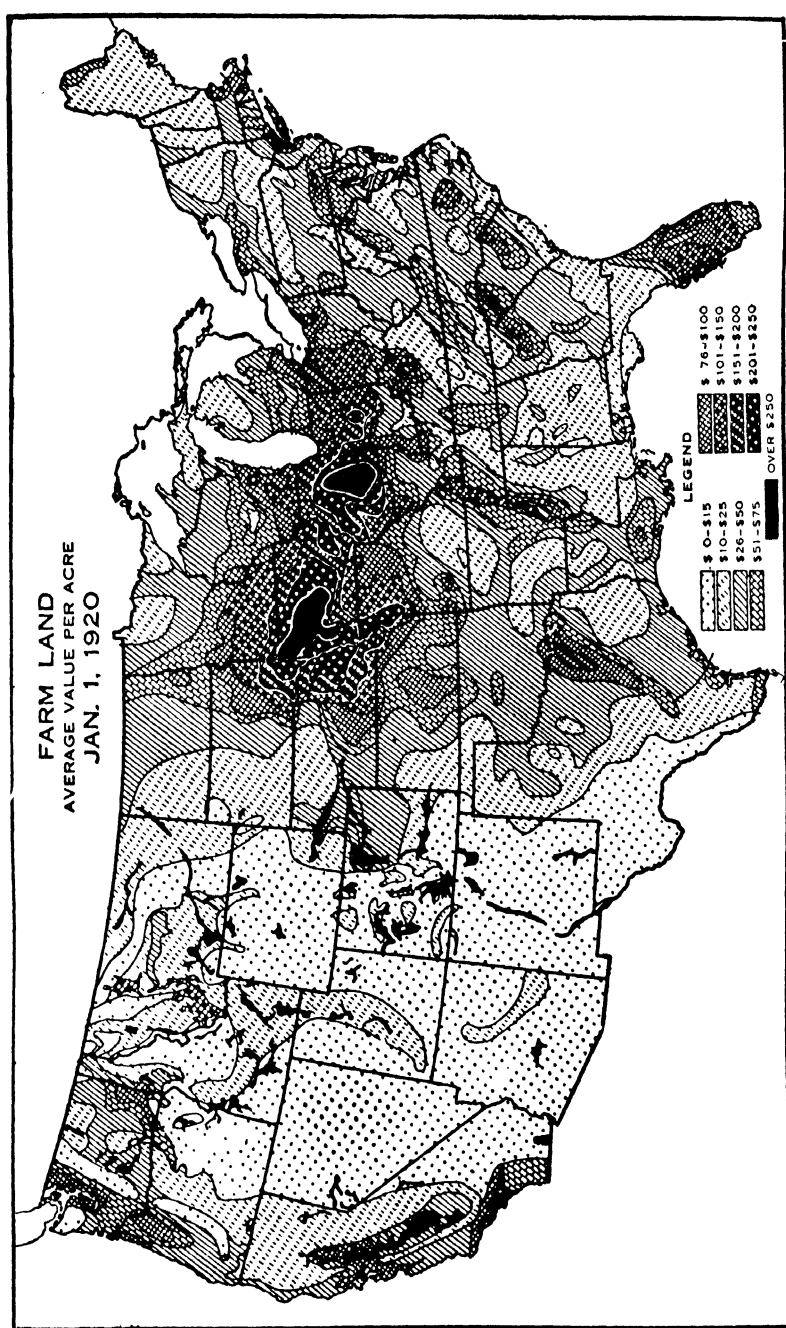 FARM LAND
AVERAGE VALUE PER ACRE
JAN. 1, 1920
LEGEND
$ 0-$15
$10-$25
$26-$50
$51-$75
$ 76-$100
$101-$150
$151-$200
$201-$250
OVER $250